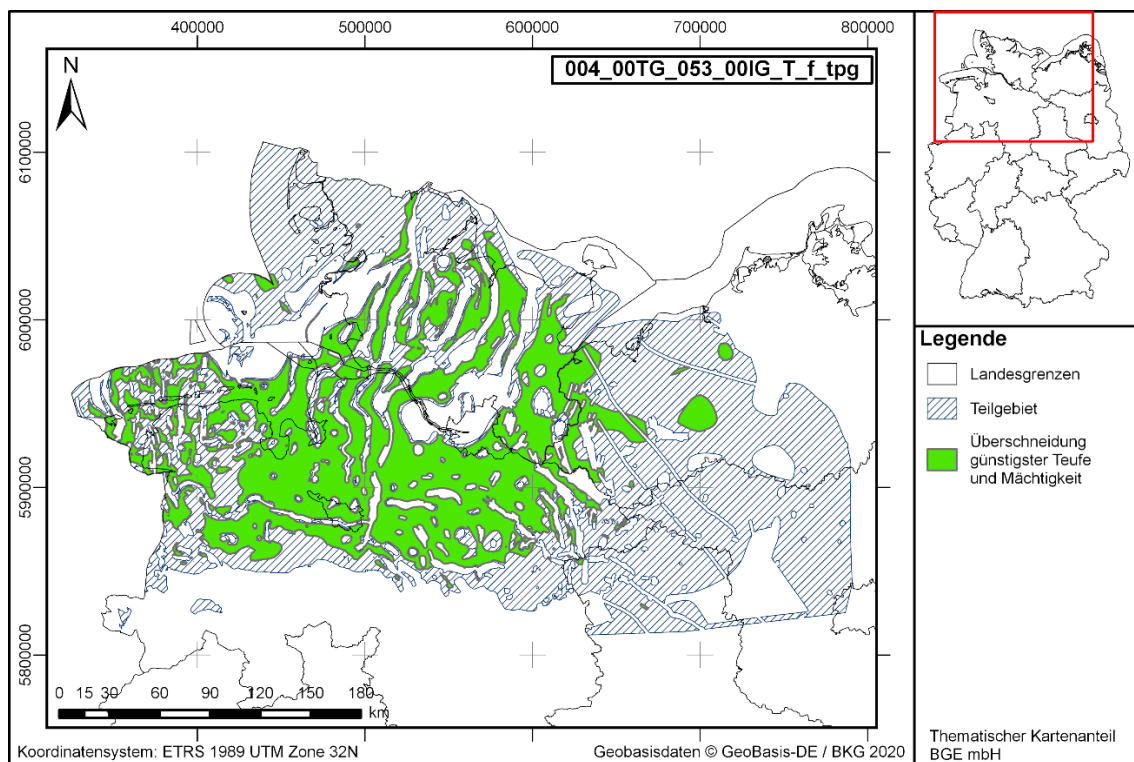 400000 500000 600000 700000 800000
N
004_00TG_053_00IG_T_f_tpg
6100000
6000000
5900000
5800000
0 15 30 60 90 120 150 180
km
Koordinatensystem: ETRS 1989 UTM Zone 32N
Geobasisdaten © GeoBasis-DE / BKG 2020
Legende
Landesgrenzen
Teilgebiet
Überschneidung
günstigster Teufe
und Mächtigkeit
Thematischer Kartenanteil
BGE mbH